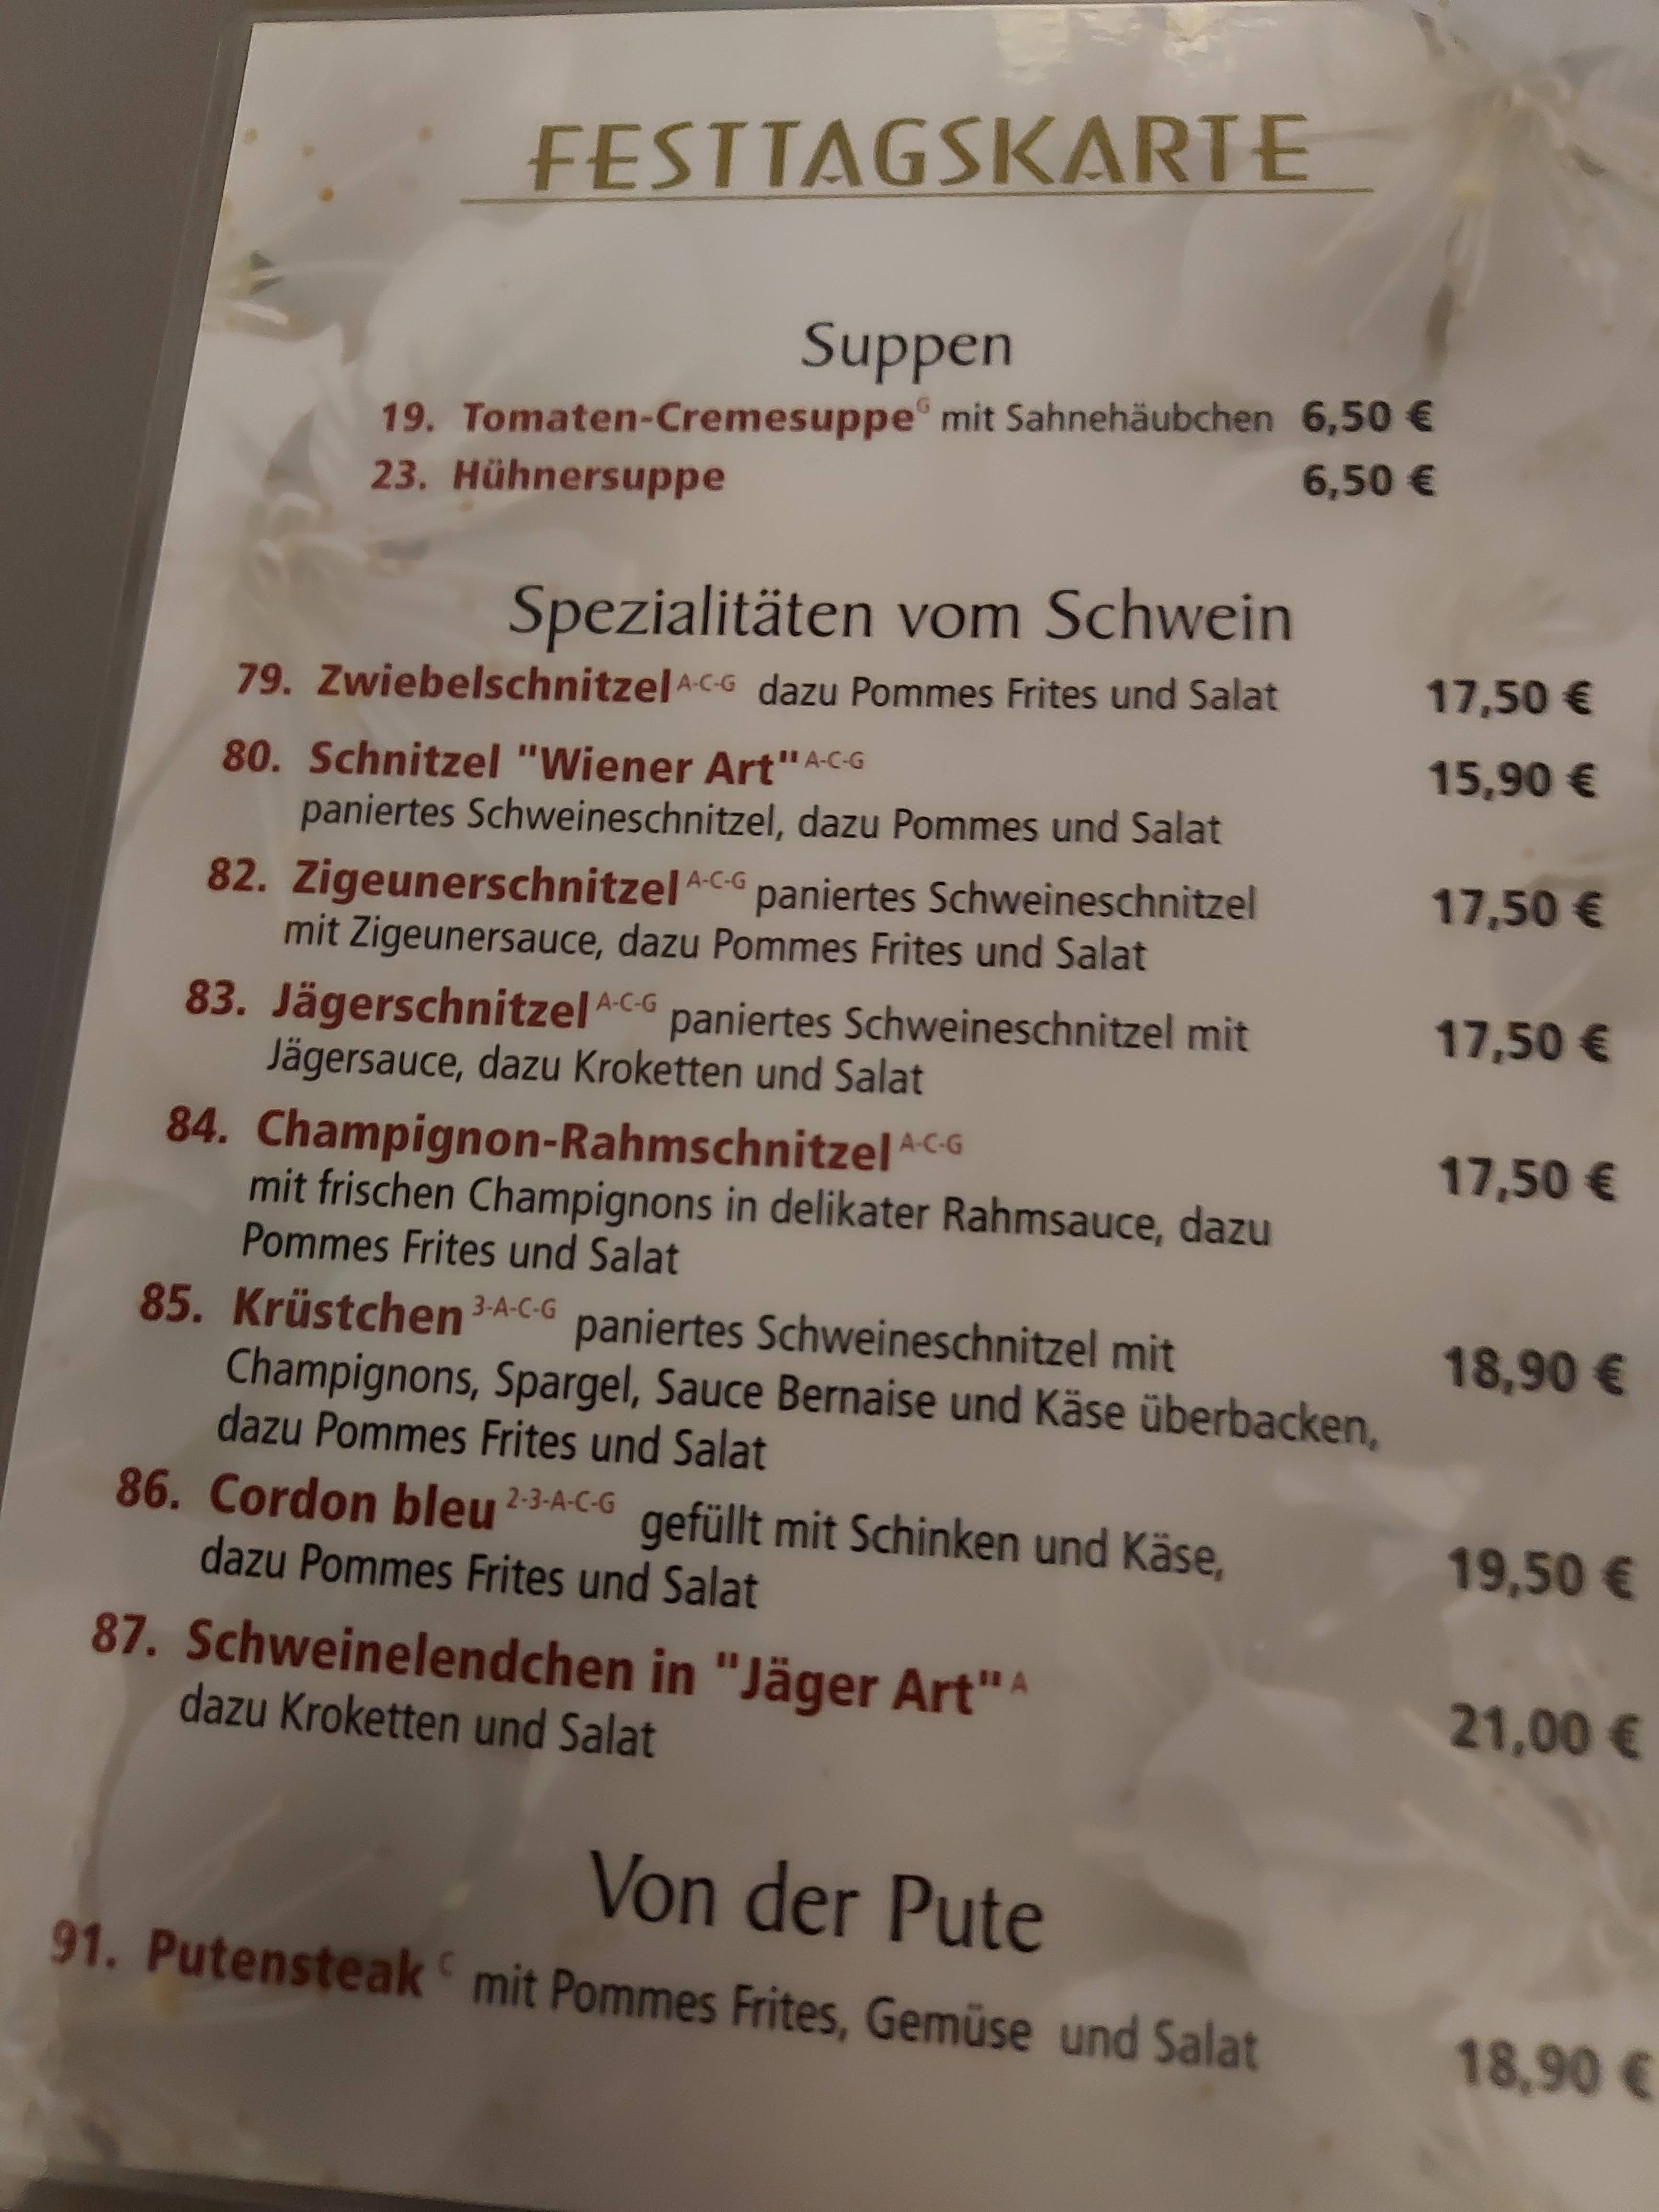 FESTTAGSKARTE
Suppen
19. Tomaten-Cremesuppe G mit Sahnehäubchen 6,50 €
23. Hühnersuppe 6,50 €
Spezialitäten vom Schwein
79. Zwiebelschnitzel A-C-G dazu Pommes Frites und Salat 17,50 €
80. Schnitzel "Wiener Art" A-C-G 15,90 €
paniertes Schweineschnitzel, dazu Pommes und Salat
82. Zigeunerschnitzel A-C-G paniertes Schweineschnitzel 17,50 €
mit Zigeunersauce, dazu Pommes Frites und Salat
83. Jägerschnitzel A-C-G paniertes Schweineschnitzel mit 17,50 €
Jägersauce, dazu Kroketten und Salat
84. Champignon-Rahmschnitzel A-C-G 17,50 €
mit frischen Champignons in delikater Rahmsauce, dazu
Pommes Frites und Salat
85. Krüstchen 3-A-C-G paniertes Schweineschnitzel mit 18,90 €
Champignons, Spargel, Sauce Bernaise und Käse überbacken,
dazu Pommes Frites und Salat
86. Cordon bleu 2-3-A-C-G gefüllt mit Schinken und Käse, 19,50 €
dazu Pommes Frites und Salat
87. Schweinelendchen in "Jäger Art" A 21,00 €
dazu Kroketten und Salat
Von der Pute
91. Putensteak C mit Pommes Frites, Gemüse und Salat 18,90 €